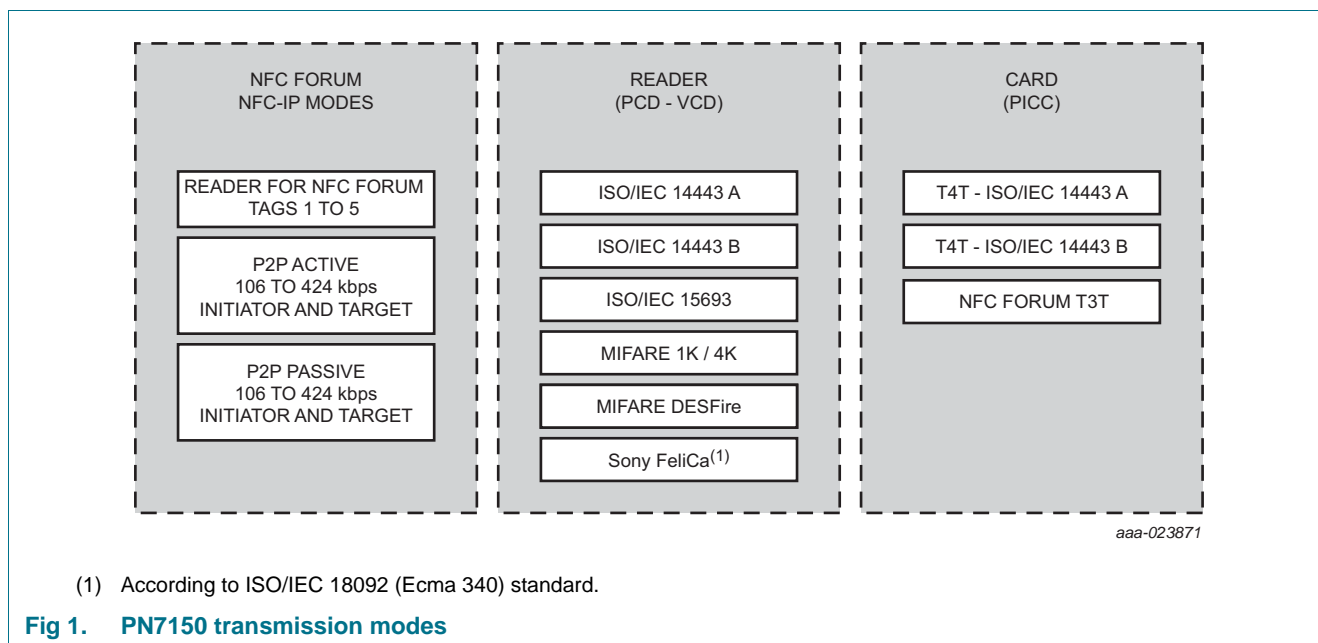 NFC FORUM
NFC-IP MODES
READER FOR NFC FORUM
TAGS 1 TO 5
P2P ACTIVE
106 TO 424 kbps
INITIATOR AND TARGET
P2P PASSIVE
106 TO 424 kbps
INITIATOR AND TARGET
READER
(PCD - VCD)
ISO/IEC 14443 A
ISO/IEC 14443 B
ISO/IEC 15693
MIFARE 1K / 4K
MIFARE DESFire
Sony FeliCa(1)
CARD
(PICC)
T4T - ISO/IEC 14443 A
T4T - ISO/IEC 14443 B
NFC FORUM T3T
aaa-023871
(1) According to ISO/IEC 18092 (Ecma 340) standard.
Fig 1. PN7150 transmission modes